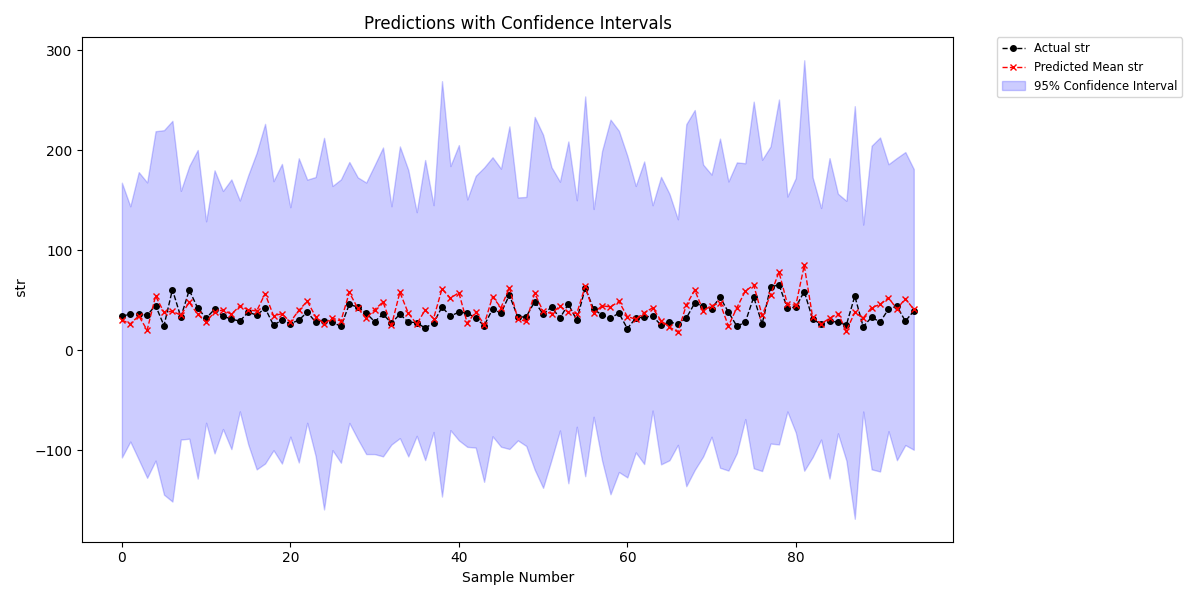 Predictions with Confidence Intervals
Actual str
Predicted Mean str
95% Confidence Interval
300
200
100
0
−100
str
0
20
40
60
80
Sample Number